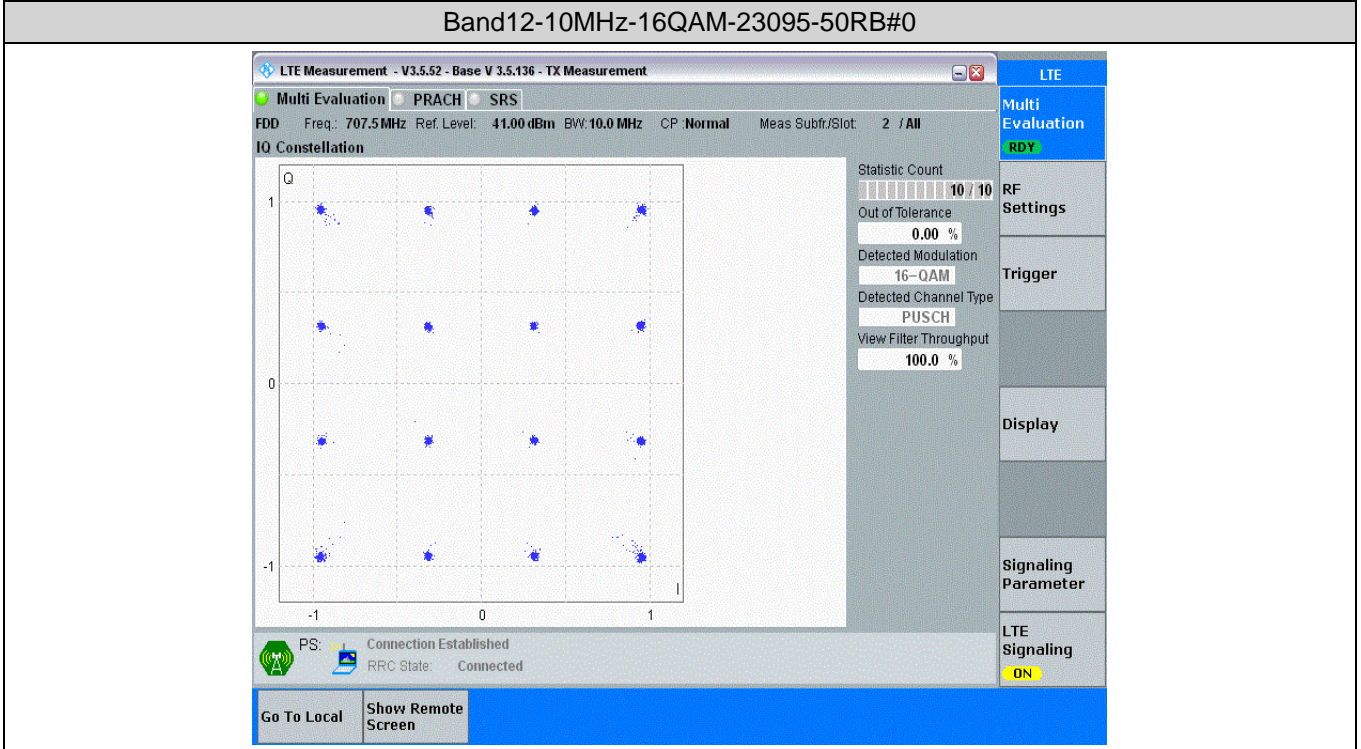 Band12-10MHz-16QAM-23095-50RB#0
LTE Measurement - V3.5.52 - Base V 3.5.136 - TX Measurement
LTE
Multi Evaluation PRACH SRS
Multi
Evaluation
RDY
FDD Freq.: 707.5 MHz Ref. Level: 41.00 dBm BW: 10.0 MHz CP :Normal Meas Subfr./Slot: 2 / All
IQ Constellation
Q
1
0
-1
I
-1 0 1
Statistic Count
10 / 10
Out of Tolerance
0.00 %
Detected Modulation
16-QAM
Detected Channel Type
PUSCH
View Filter Throughput
100.0 %
RF
Settings
Trigger
Display
Signaling
Parameter
LTE
Signaling
ON
PS: Connection Established
RRC State: Connected
Go To Local
Show Remote
Screen